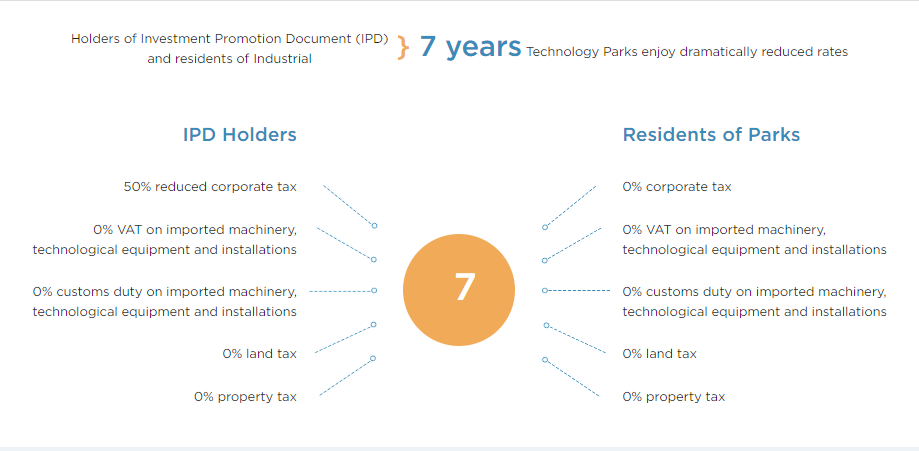 Holders of Investment Promotion Document (IPD)
and residents of Industrial
} 7 years Technology Parks enjoy dramatically reduced rates
IPD Holders
50% reduced corporate tax
0% VAT on imported machinery,
technological equipment and installations
0% customs duty on imported machinery,
technological equipment and installations
0% land tax
0% property tax
7
Residents of Parks
0% corporate tax
0% VAT on imported machinery,
technological equipment and installations
0% customs duty on imported machinery,
technological equipment and installations
0% land tax
0% property tax